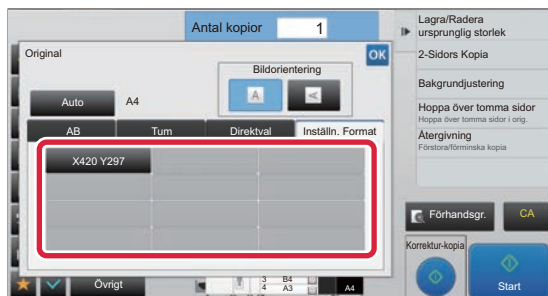 Antal kopior 1
Original
OK
Bildorientering
A
A
Auto A4
AB Tum Direktval Inställn. Format
X420 Y297
Övrigt
3 B4
4 A3
A4
Lagra/Radera
ursprunglig storlek
2-Sidors Kopia
Bakgrundjustering
Hoppa över tomma sidor
Hoppa över tomma sidor i orig.
Återgivning
Förstora/förminska kopia
Förhandsgr. CA
Korrektur-kopia
Start